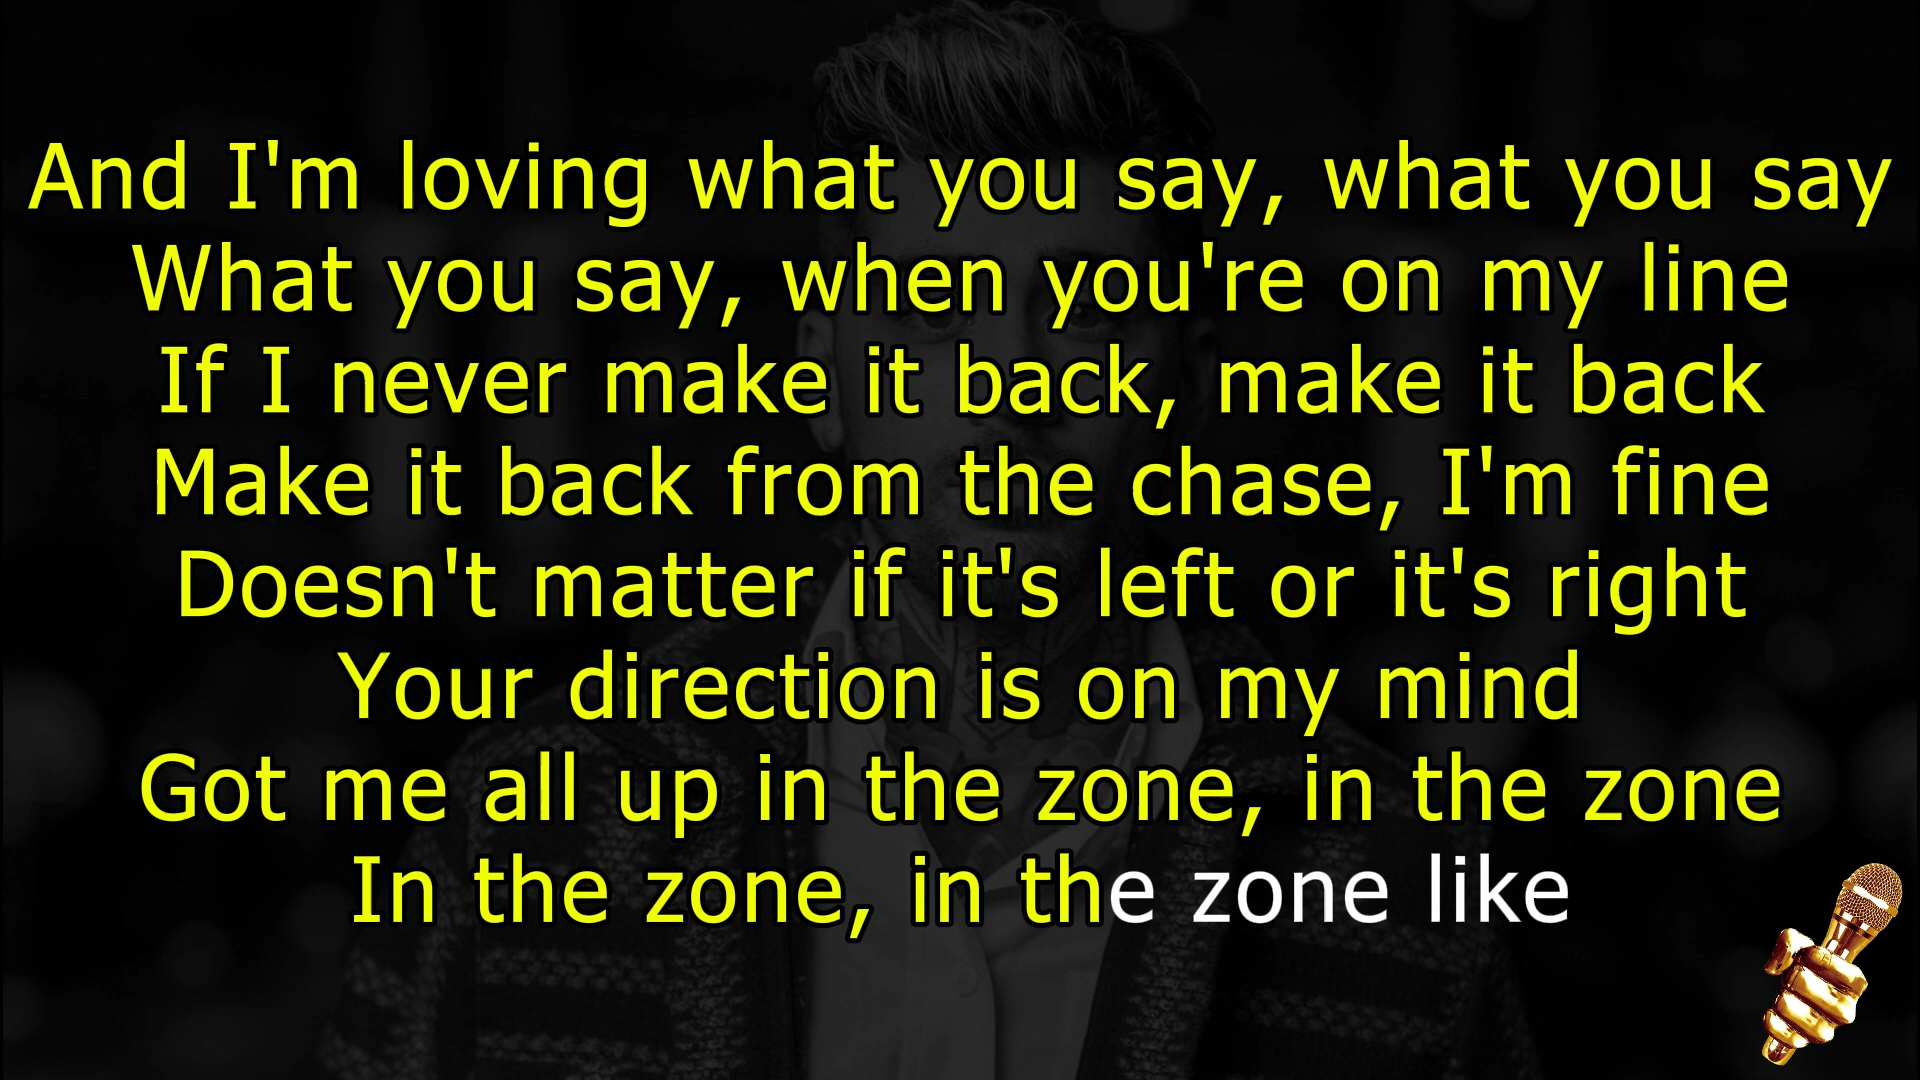 And I'm loving what you say, what you say
What you say, when you're on my line
If I never make it back, make it back
Make it back from the chase, I'm fine
Doesn't matter if it's left or it's right
Your direction is on my mind
Got me all up in the zone, in the zone
In the zone, in the zone like